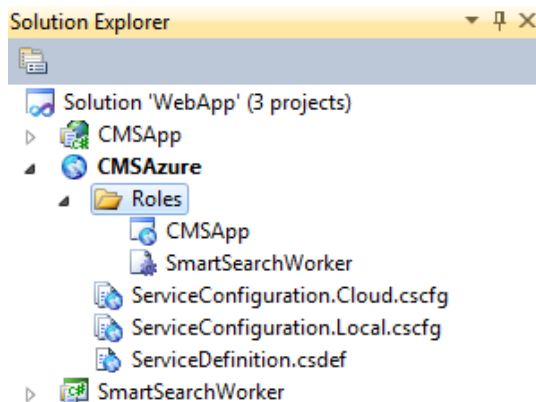 Solution Explorer
Solution 'WebApp' (3 projects)
CMSApp
CMSAzure
Roles
CMSApp
SmartSearchWorker
ServiceConfiguration.Cloud.cscfg
ServiceConfiguration.Local.cscfg
ServiceDefinition.csdef
SmartSearchWorker